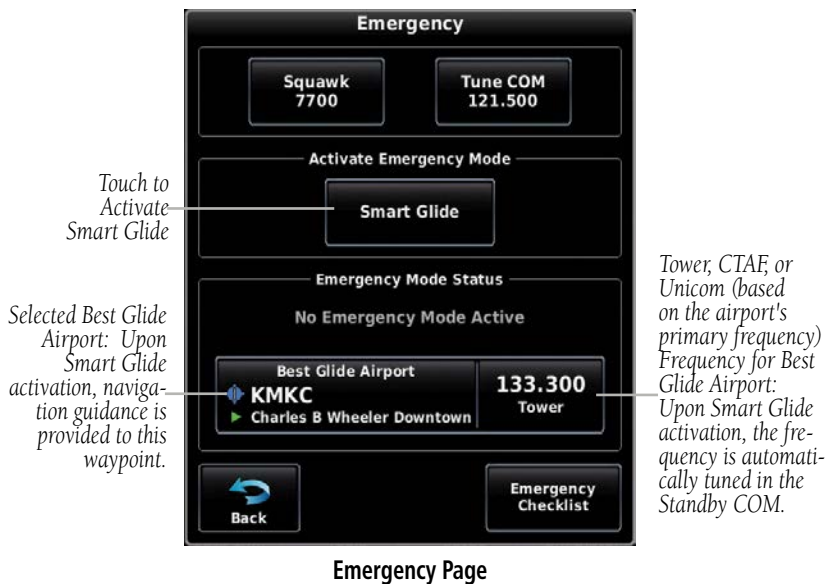 Emergency
Squawk
7700
Tune COM
121.500
Activate Emergency Mode
Touch to
Activate
Smart Glide
Smart Glide
Emergency Mode Status
No Emergency Mode Active
Selected Best Glide
Airport: Upon
Smart Glide
activation, naviga-
tion guidance is
provided to this
waypoint.
Best Glide Airport
KMKC
Charles B Wheeler Downtown
133.300
Tower
Tower, CTAF, or
Unicom (based
on the airport's
primary frequency)
Frequency for Best
Glide Airport:
Upon Smart Glide
activation, the fre-
quency is automati-
cally tuned in the
Standby COM.
Back
Emergency
Checklist
Emergency Page